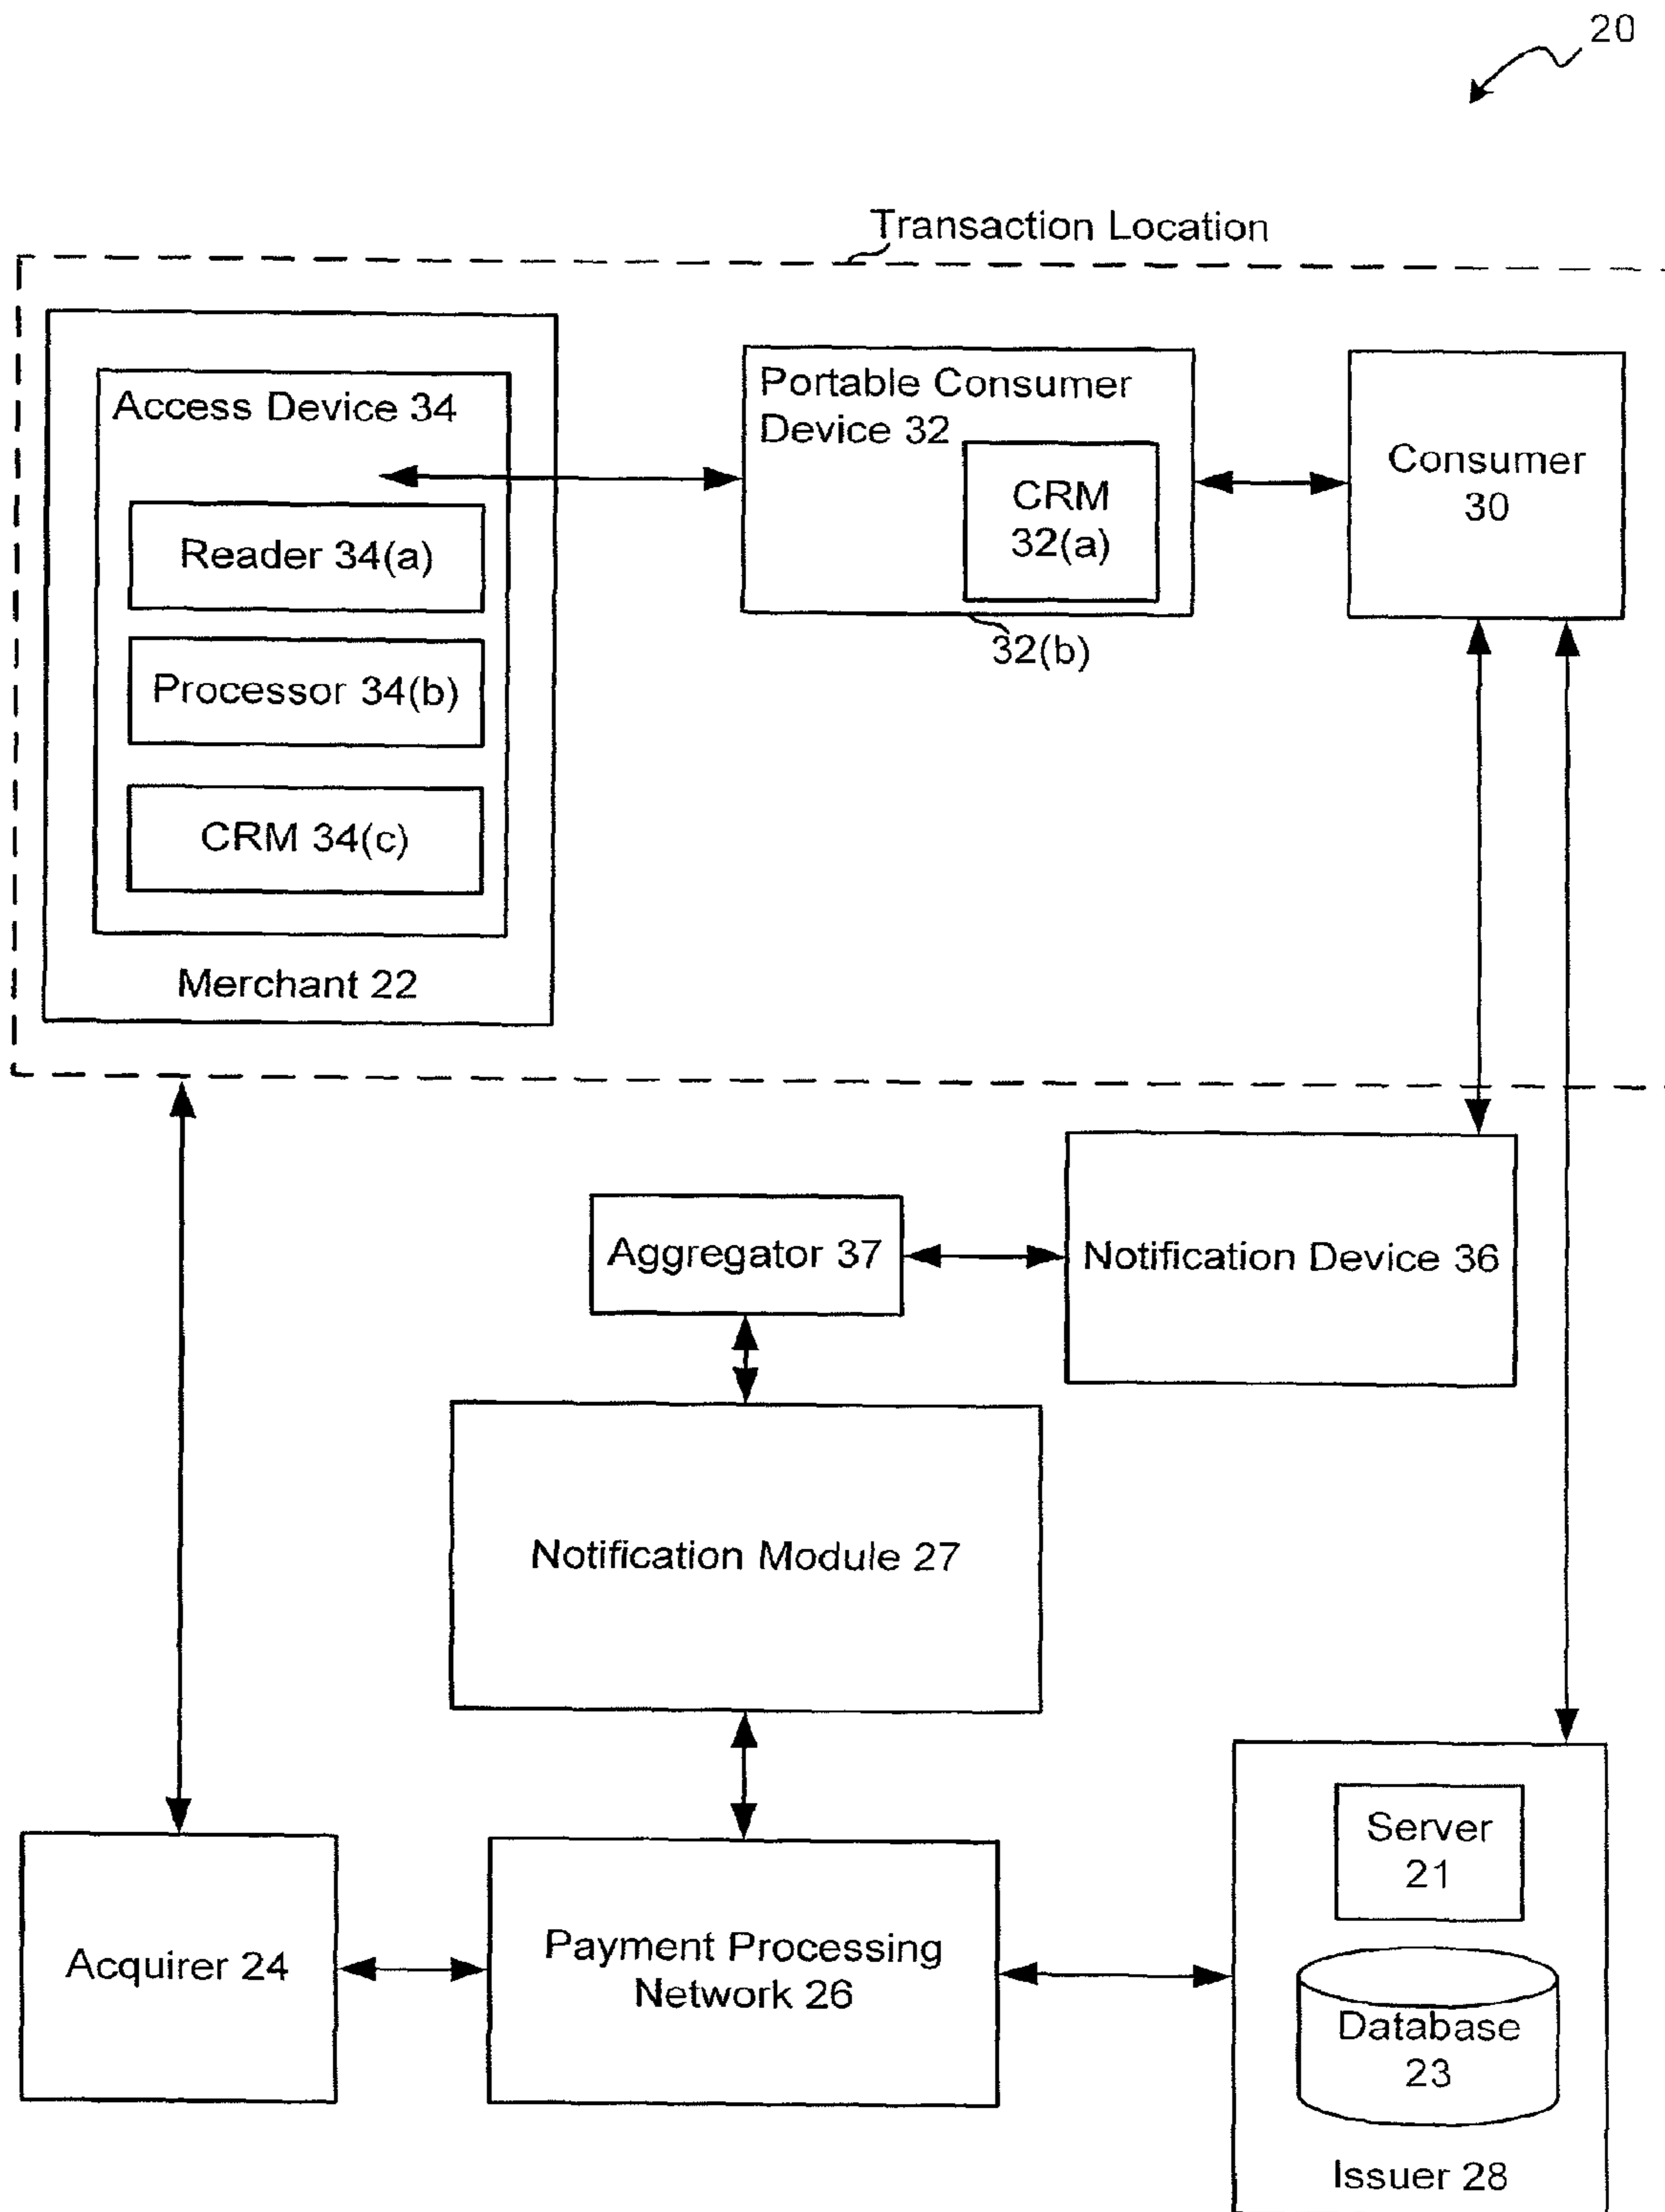 20
Transaction Location
Access Device 34
Reader 34(a)
Processor 34(b)
CRM 34(c)
Merchant 22
Portable Consumer
Device 32
CRM
32(a)
32(b)
Consumer
30
Aggregator 37
Notification Device 36
Notification Module 27
Acquirer 24
Payment Processing
Network 26
Server
21
Database
23
Issuer 28